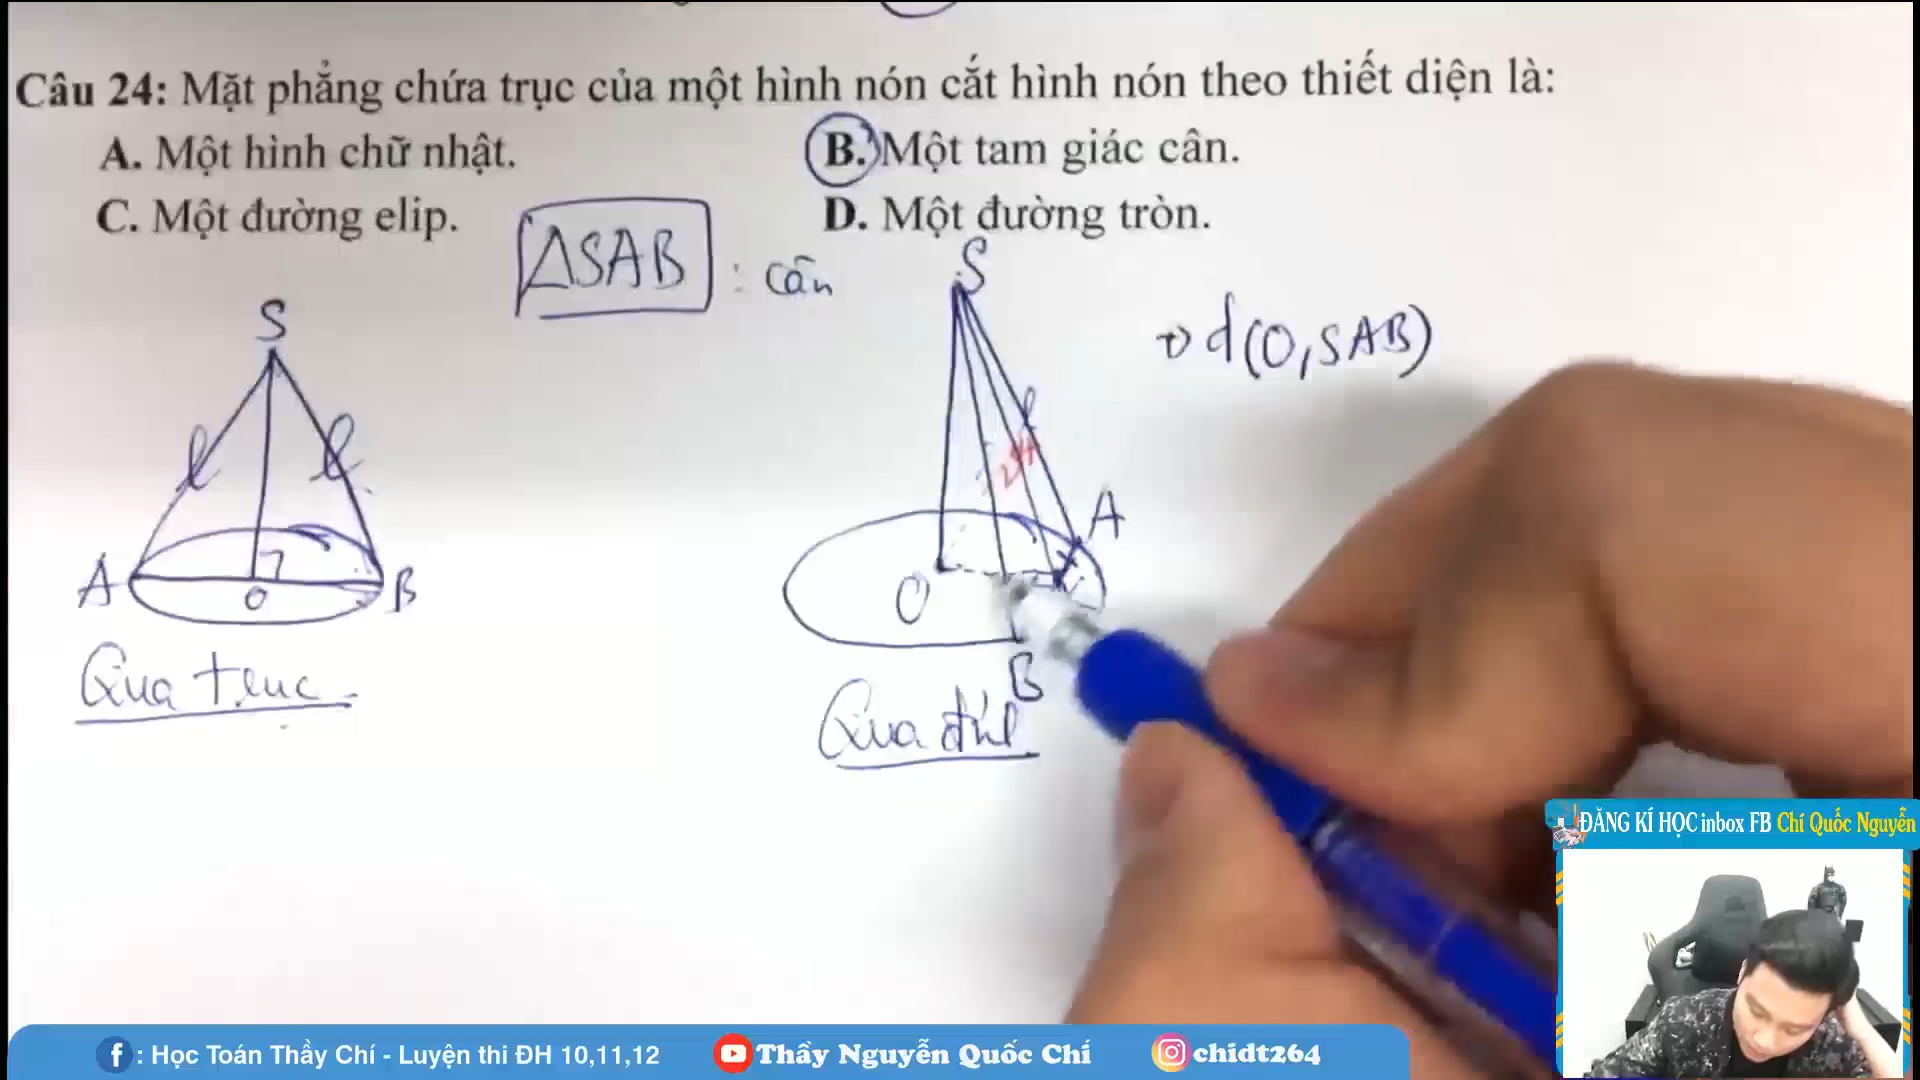 Câu 24: Mặt phẳng chứa trục của một hình nón cắt hình nón theo thiết diện là:
A. Một hình chữ nhật.
B. Một tam giác cân.
C. Một đường elip.
D. Một đường tròn.
ΔSAB : cân
S
S
d(O,SAB)
l
l
l
A
A
O
B
O
B
Qua trục
Qua đỉnh
ĐĂNG KÍ HỌC inbox FB Chí Quốc Nguyễn
f : Học Toán Thầy Chí - Luyện thi ĐH 10,11,12
Thầy Nguyễn Quốc Chí
chidt264